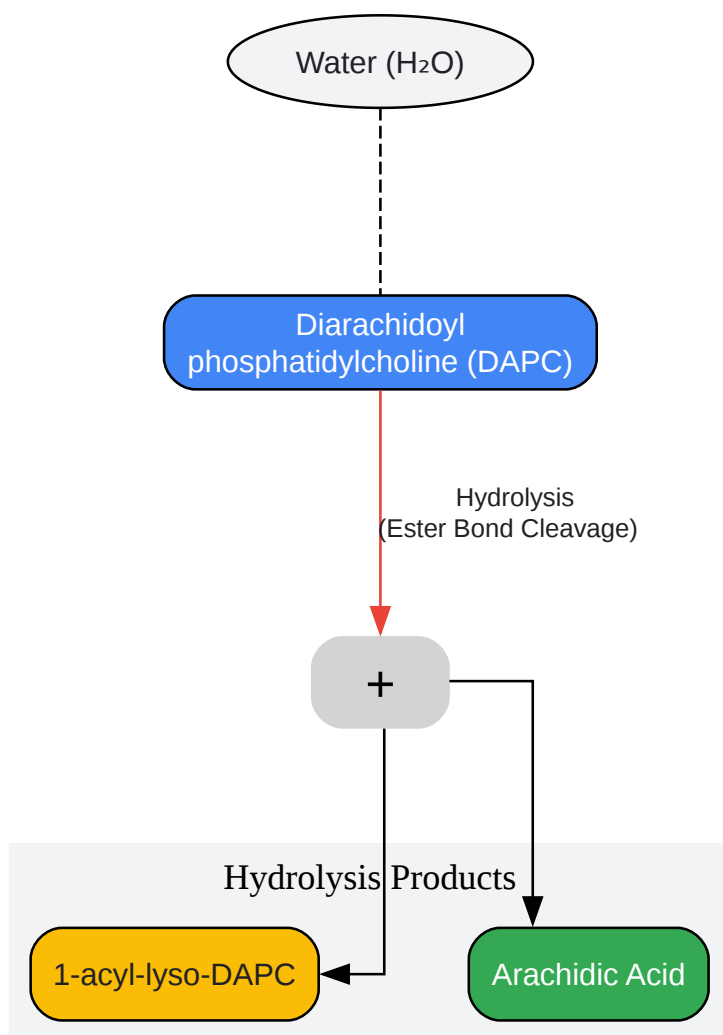 Water (H₂O)
Diarachidoyl
phosphatidylcholine (DAPC)
Hydrolysis
(Ester Bond Cleavage)
+
Hydrolysis Products
1-acyl-lyso-DAPC
Arachidic Acid